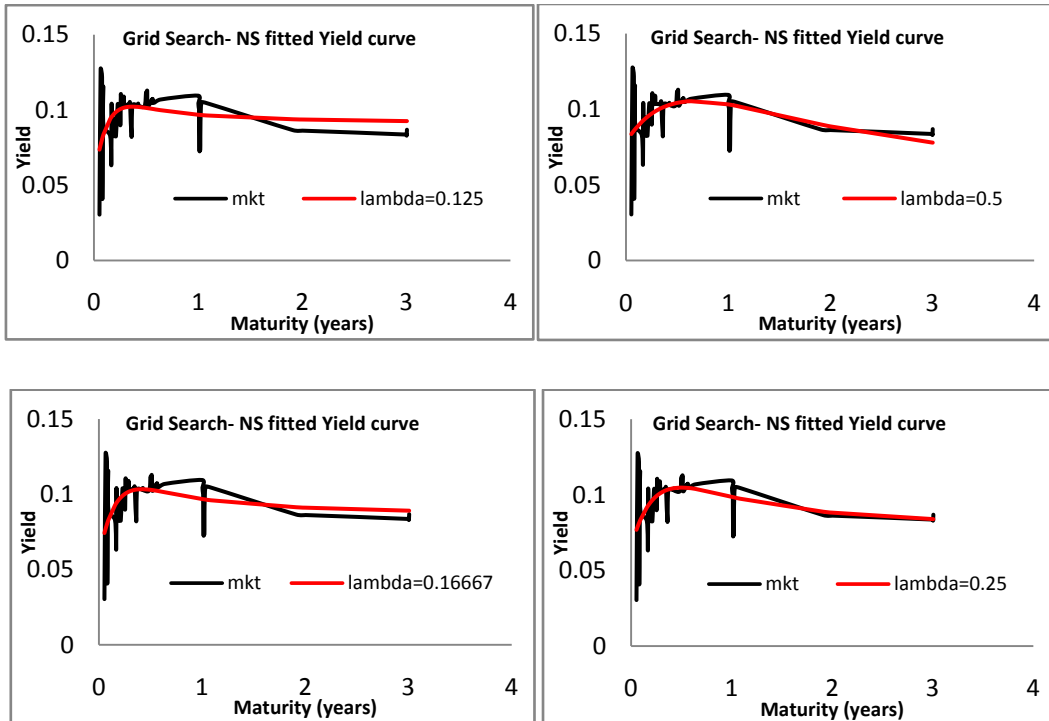 Grid Search- NS fitted Yield curve
0.15
0.1
0.05
0
Yield
mkt
lambda=0.125
0 1 2 3 4
Maturity (years)
Grid Search- NS fitted Yield curve
0.15
0.1
0.05
0
Yield
mkt
lambda=0.5
0 1 2 3 4
Maturity (years)
Grid Search- NS fitted Yield curve
0.15
0.1
0.05
0
Yield
mkt
lambda=0.16667
0 1 2 3 4
Maturity (years)
Grid Search- NS fitted Yield curve
0.15
0.1
0.05
0
Yield
mkt
lambda=0.25
0 1 2 3 4
Maturity (years)